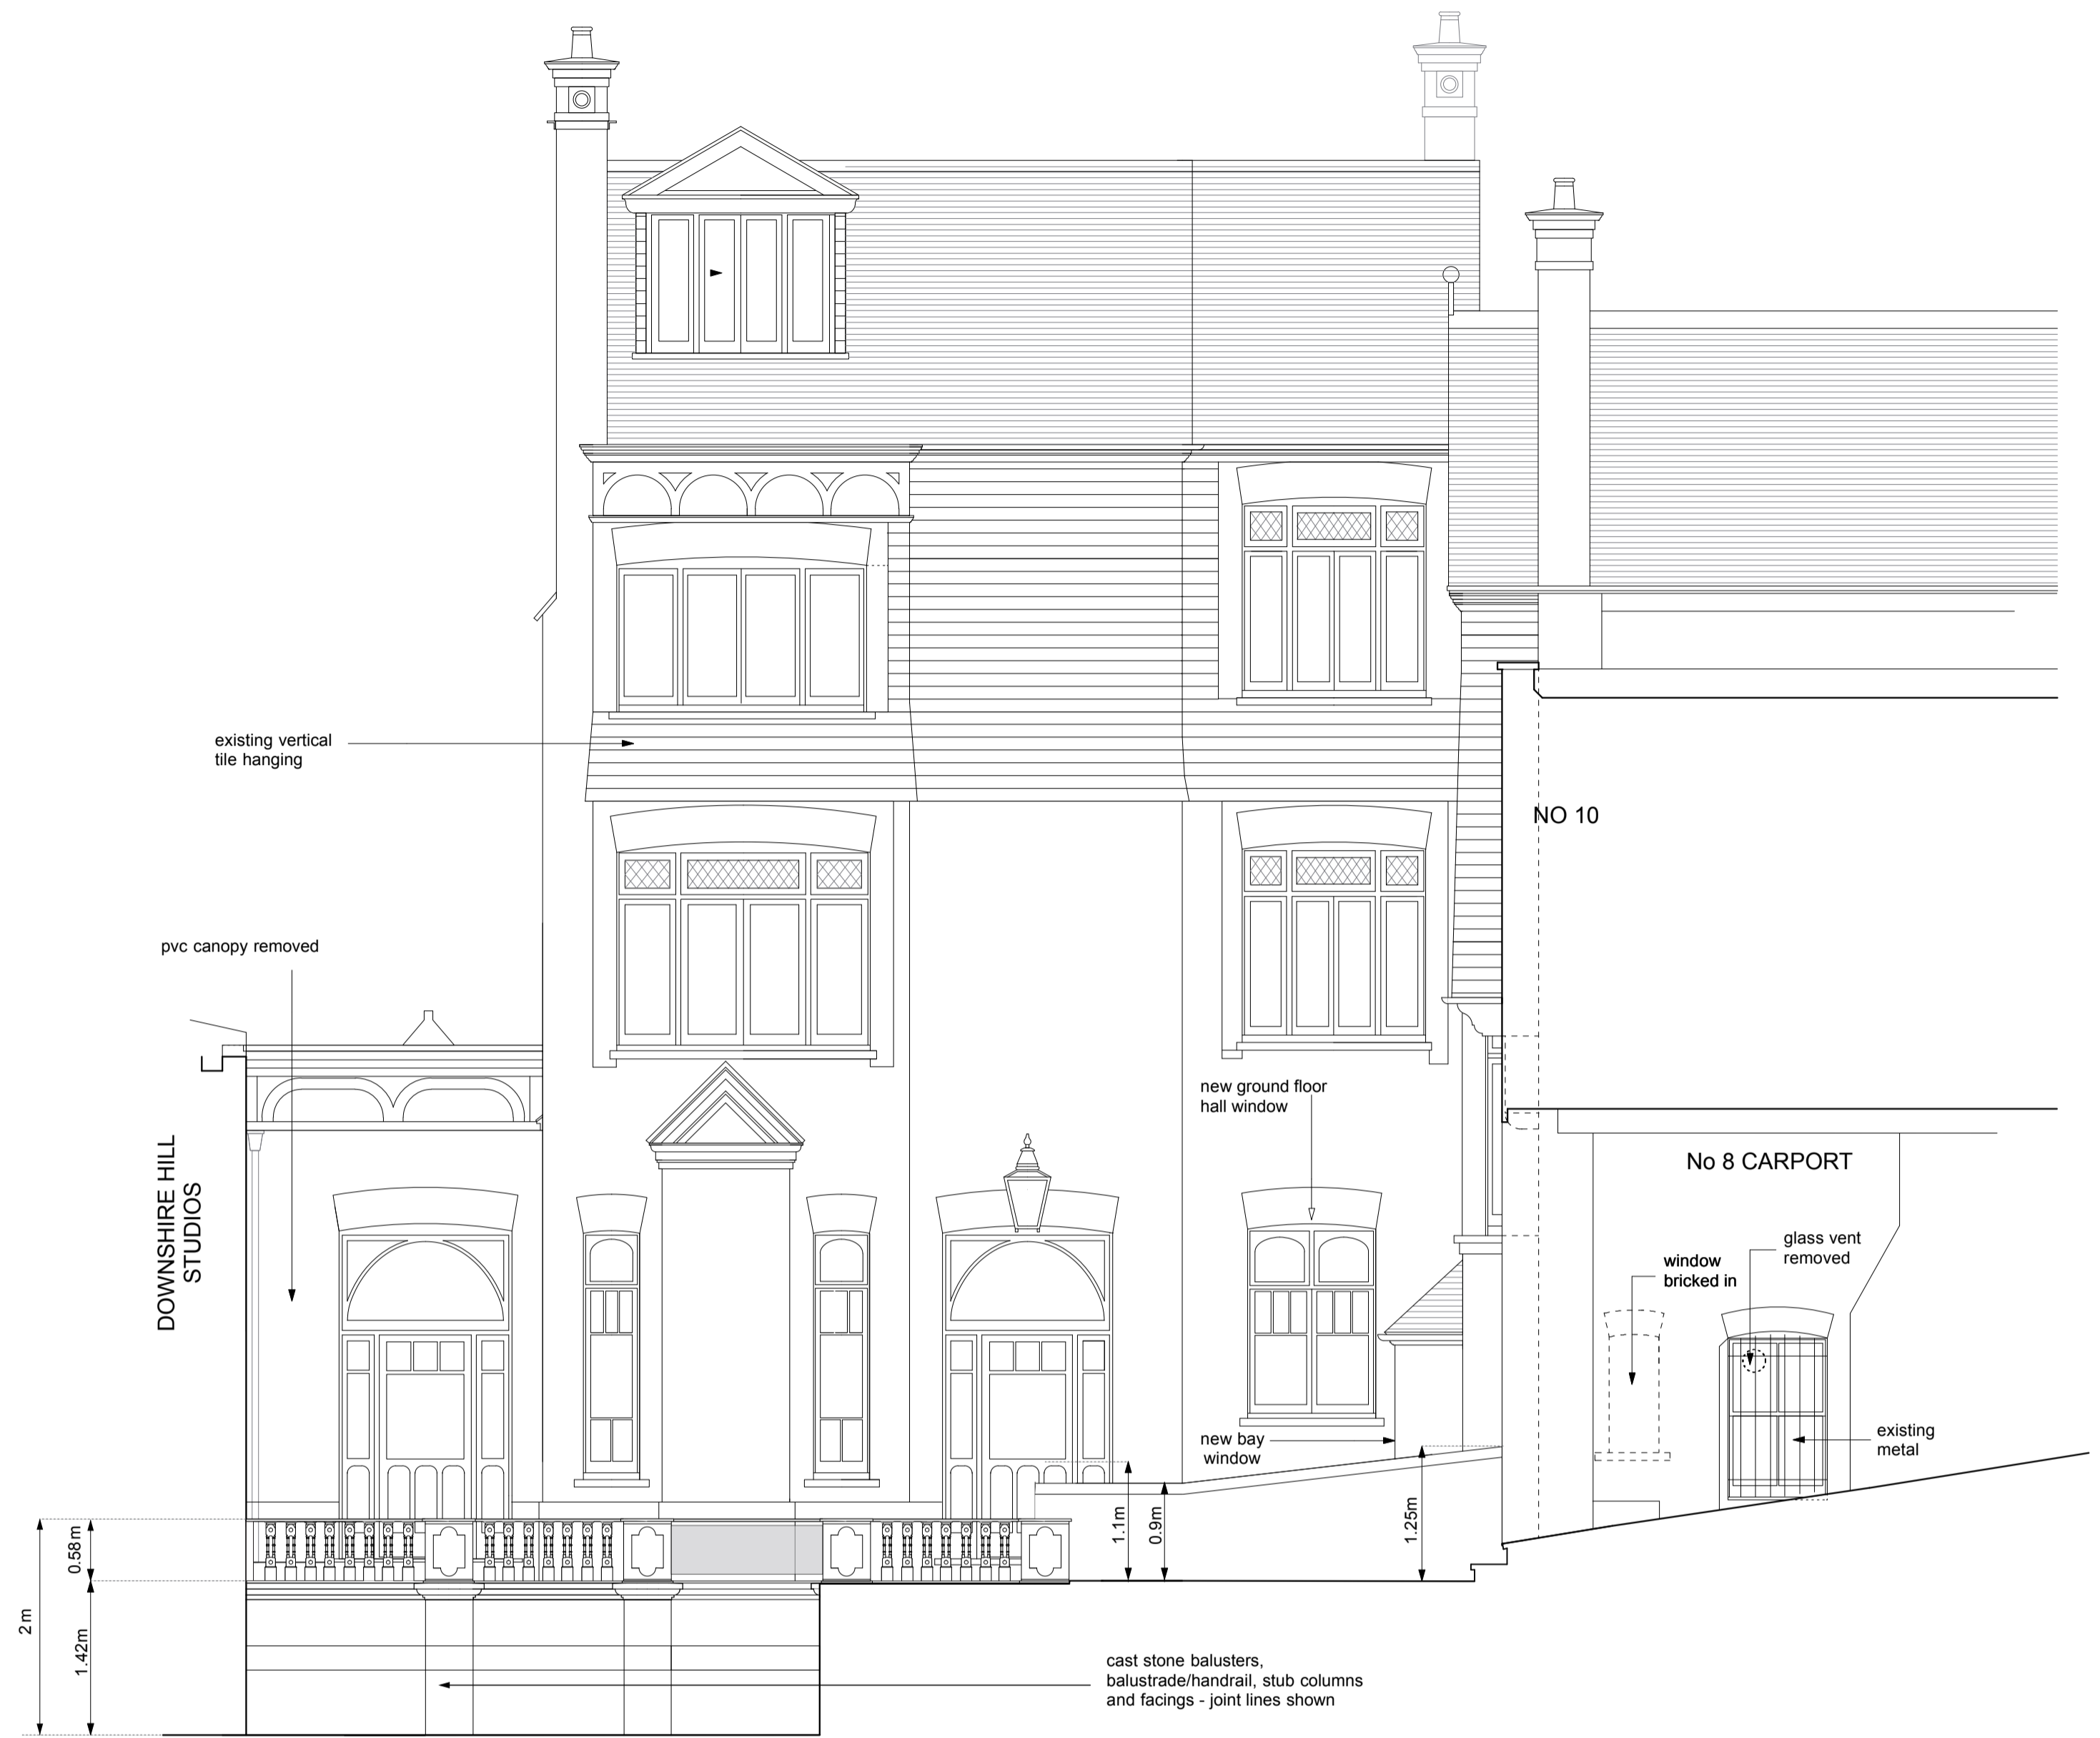 existing vertical
tile hanging
NO 10
pvc canopy removed
new ground floor
hall window
DOWNSHIRE HILL
STUDIOS
No 8 CARPORT
glass vent
removed
window
bricked in
existing
metal
new bay
window
1.1m
0.9m
1.25m
0.58m
2m
1.42m
cast stone balusters,
balustrade/handrail, stub columns
and facings - joint lines shown